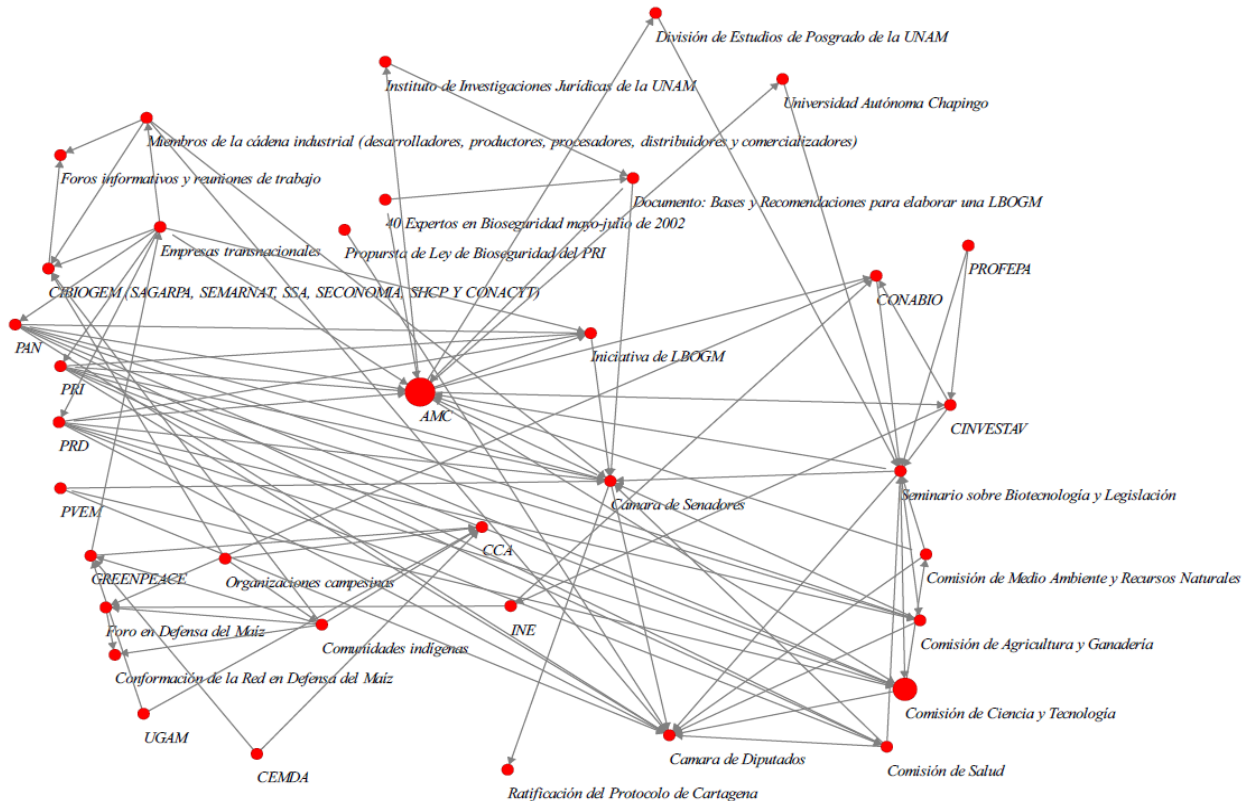 División de Estudios de Posgrado de la UNAM
Instituto de Investigaciones Jurídicas de la UNAM
Universidad Autónoma Chapingo
Miembros de la cádena industrial (desarrolladores, productores, procesadores, distribuidores y comercializadores)
Foros informativos y reuniones de trabajo
Documento: Bases y Recomendaciones para elaborar una LBOGM
40 Expertos en Bioseguridad mayo-julio de 2002
Empresas transnacionales
Propursta de Ley de Bioseguridad del PRI
PROFEPA
CIBIOGEM (SAGARPA, SEMARNAT, SSA, SECONOMIA, SHCP Y CONACYT)
CONABIO
PAN
Iniciativa de LBOGM
PRI
AMC
CINVESTAV
PRD
Seminario sobre Biotecnología y Legislación
Cámara de Senadores
PVEM
CCA
GREENPEACE
Organizaciones campesinas
Comisión de Medio Ambiente y Recursos Naturales
Foro en Defensa del Maíz
INE
Comunidades indígenas
Comisión de Agricultura y Ganadería
Conformación de la Red en Defensa del Maíz
Comisión de Ciencia y Tecnología
UGAM
Camara de Diputados
CEMDA
Comisión de Salud
Ratificación del Protocolo de Cartagena